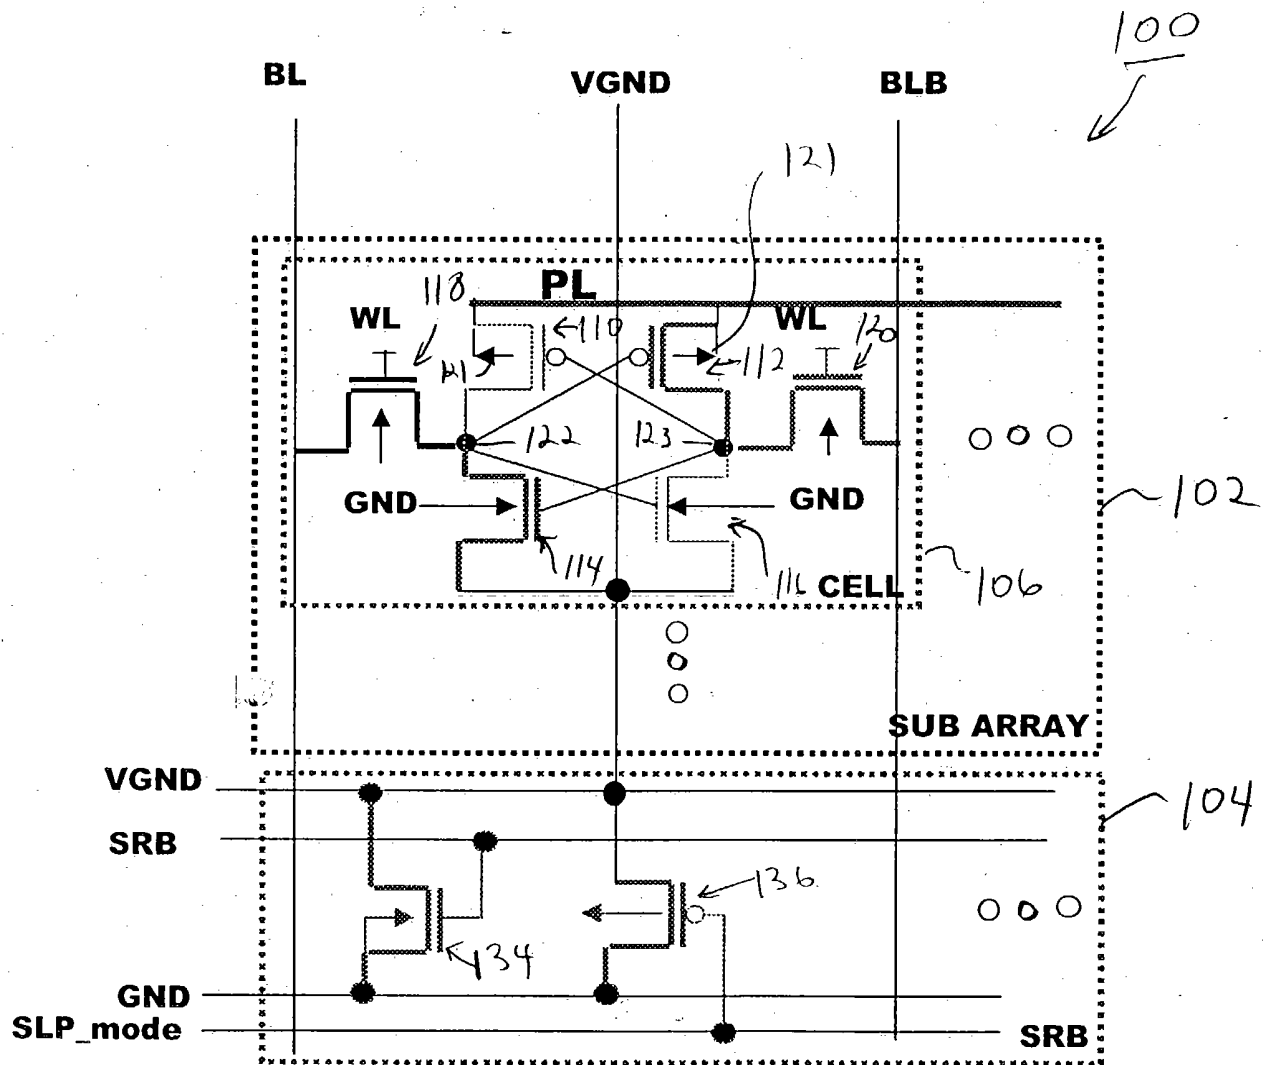 100
BL VGND BLB
121
PL
118
110
WL
WL
120
121
112
122
123
GND
GND
102
114
116
CELL
106
SUB ARRAY
VGND
104
SRB
136
134
GND
SLP_mode
SRB